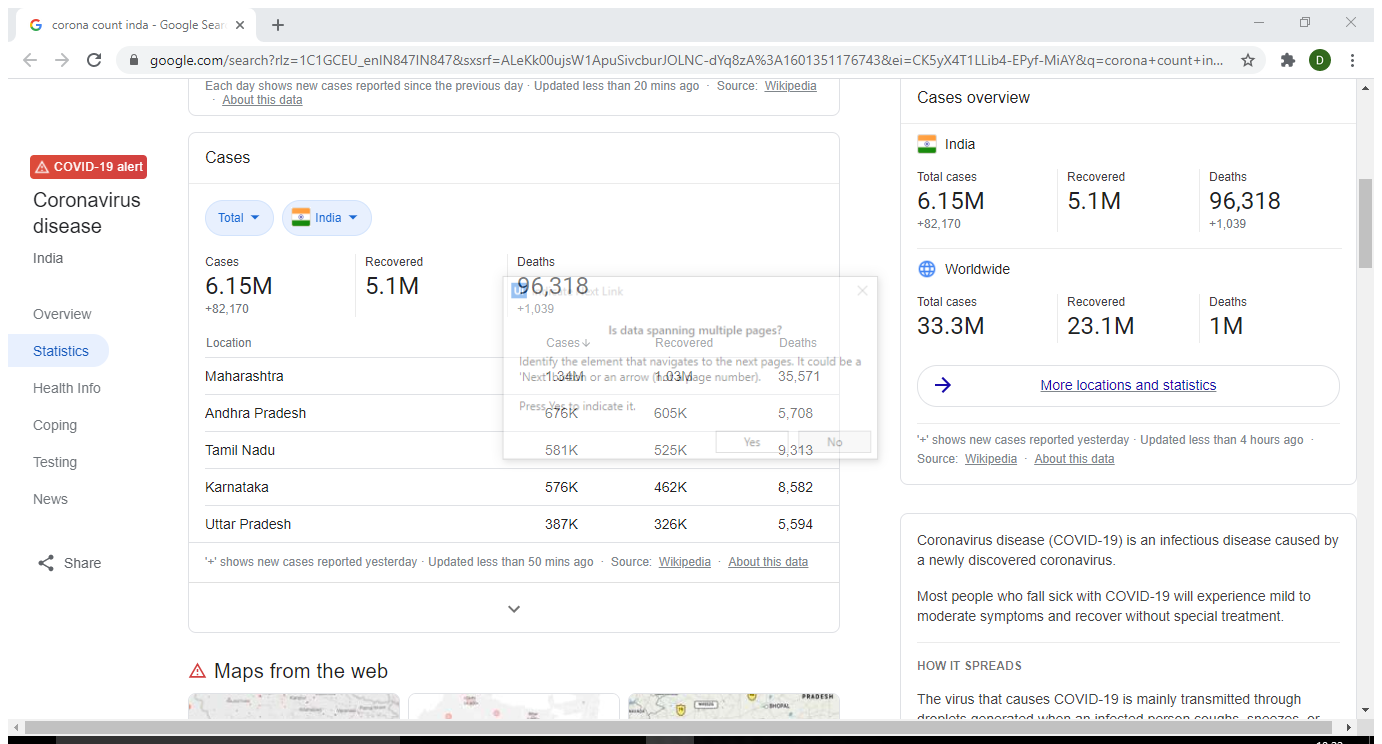 corona count inda - Google Sear
google.com/search?rlz=1C1GCEU_enIN847IN847&sxsrf=ALeKk00ujsW1ApuSivcburJOLNC-dYq8zA%3A1601351176743&ei=CK5yX4T1LLib4-EPyf-MiAY&q=corona+count+in...
D
Each day shows new cases reported since the previous day · Updated less than 20 mins ago · Source: Wikipedia
· About this data
COVID-19 alert
Coronavirus
disease
India
Overview
Statistics
Health Info
Coping
Testing
News
Share
Cases
Total
India
Cases Recovered Deaths
6.15M 5.1M 96,318
+82,170 +1,039
Location Cases Recovered Deaths
Maharashtra 1.34M 1.03M 35,571
Andhra Pradesh 676K 605K 5,708
Tamil Nadu 581K 525K 9,313
Karnataka 576K 462K 8,582
Uttar Pradesh 387K 326K 5,594
'+' shows new cases reported yesterday · Updated less than 50 mins ago · Source: Wikipedia · About this data
Next Link
Is data spanning multiple pages?
Identify the element that navigates to the next pages. It could be a
'Next' button or an arrow (not a page number).
Press Yes to indicate it.
Yes No
Maps from the web
PRADESH
BHOPAL
Cases overview
India
Total cases Recovered Deaths
6.15M 5.1M 96,318
+82,170 +1,039
Worldwide
Total cases Recovered Deaths
33.3M 23.1M 1M
More locations and statistics
'+' shows new cases reported yesterday · Updated less than 4 hours ago ·
Source: Wikipedia · About this data
Coronavirus disease (COVID-19) is an infectious disease caused by
a newly discovered coronavirus.
Most people who fall sick with COVID-19 will experience mild to
moderate symptoms and recover without special treatment.
HOW IT SPREADS
The virus that causes COVID-19 is mainly transmitted through
droplets generated when an infected person coughs, sneezes, or